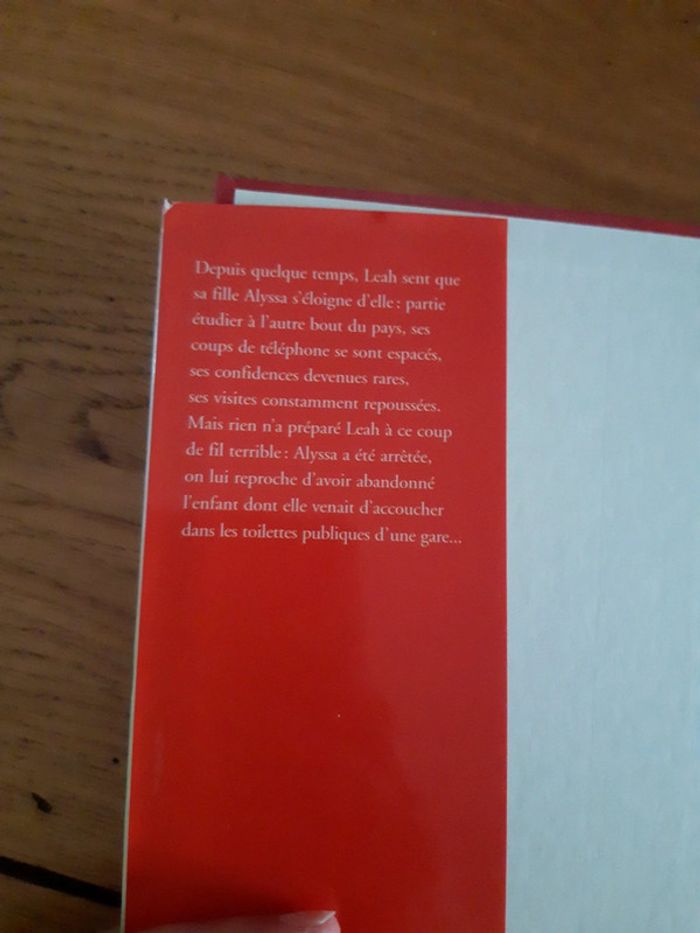 Depuis quelque temps, Leah sent que
sa fille Alyssa s'éloigne d'elle : partie
étudier à l'autre bout du pays, ses
coups de téléphone se sont espacés,
ses confidences devenues rares,
ses visites constamment repoussées.
Mais rien n'a préparé Leah à ce coup
de fil terrible : Alyssa a été arrêtée,
on lui reproche d'avoir abandonné
l'enfant dont elle venait d'accoucher
dans les toilettes publiques d'une gare...